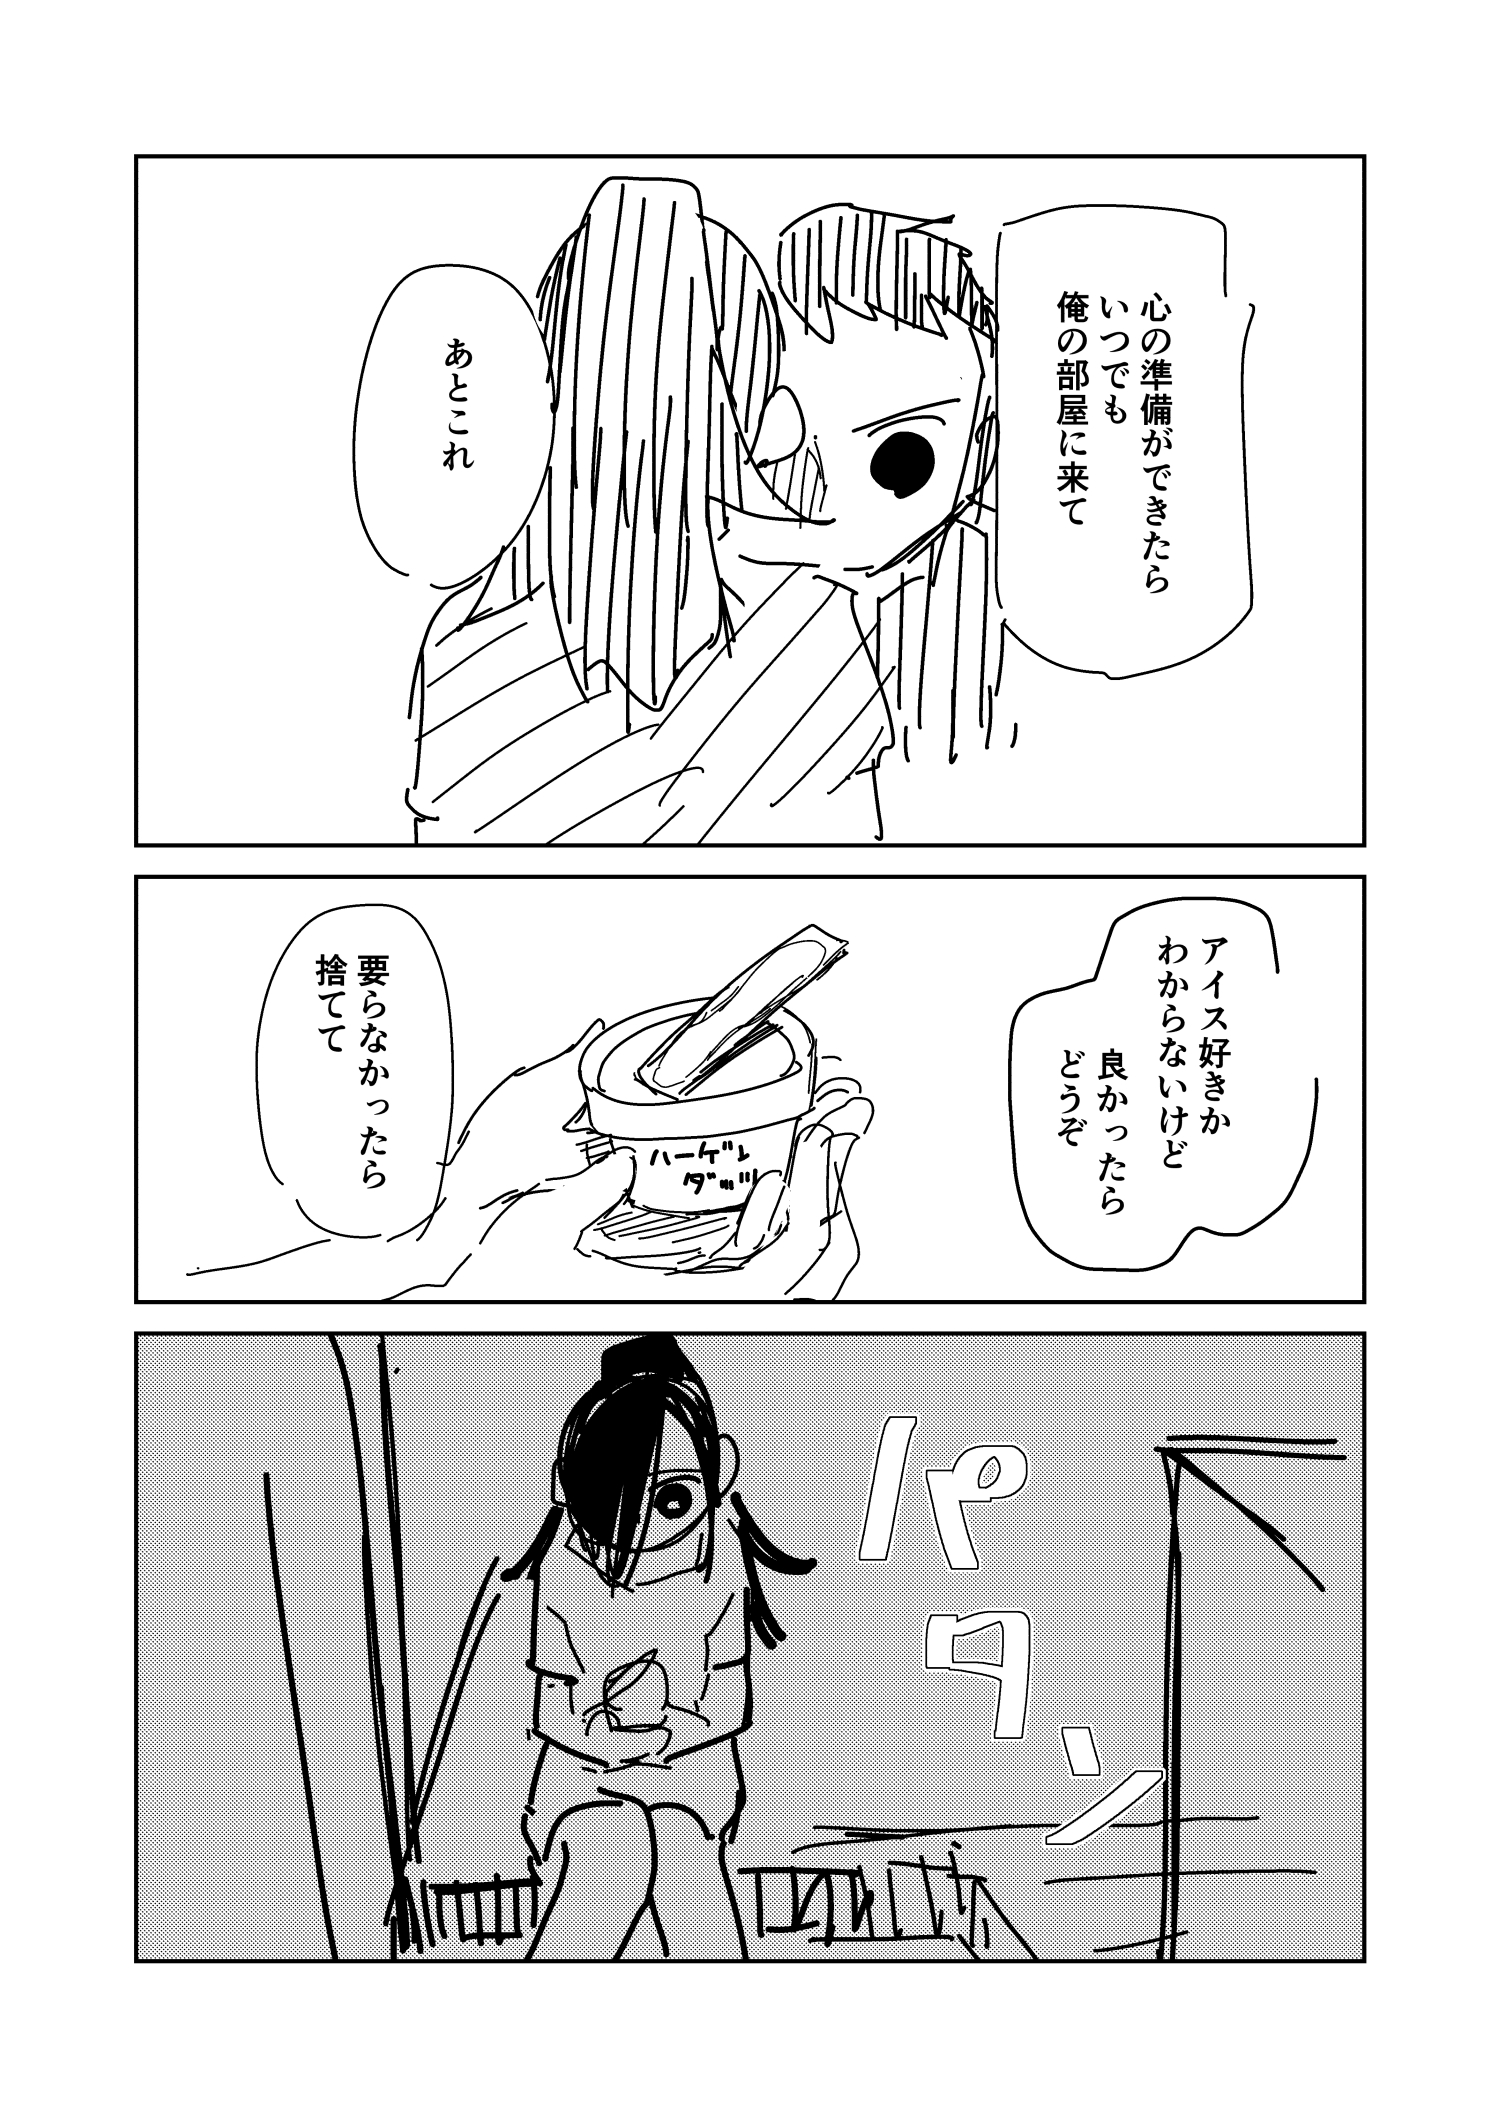 心の準備ができたら
いつでも
俺の部屋に来て
あとこれ
アイス好きか
わからないけど
良かったら
どうぞ
ハーゲン
ダッツ
要らなかったら
捨てて
パタン